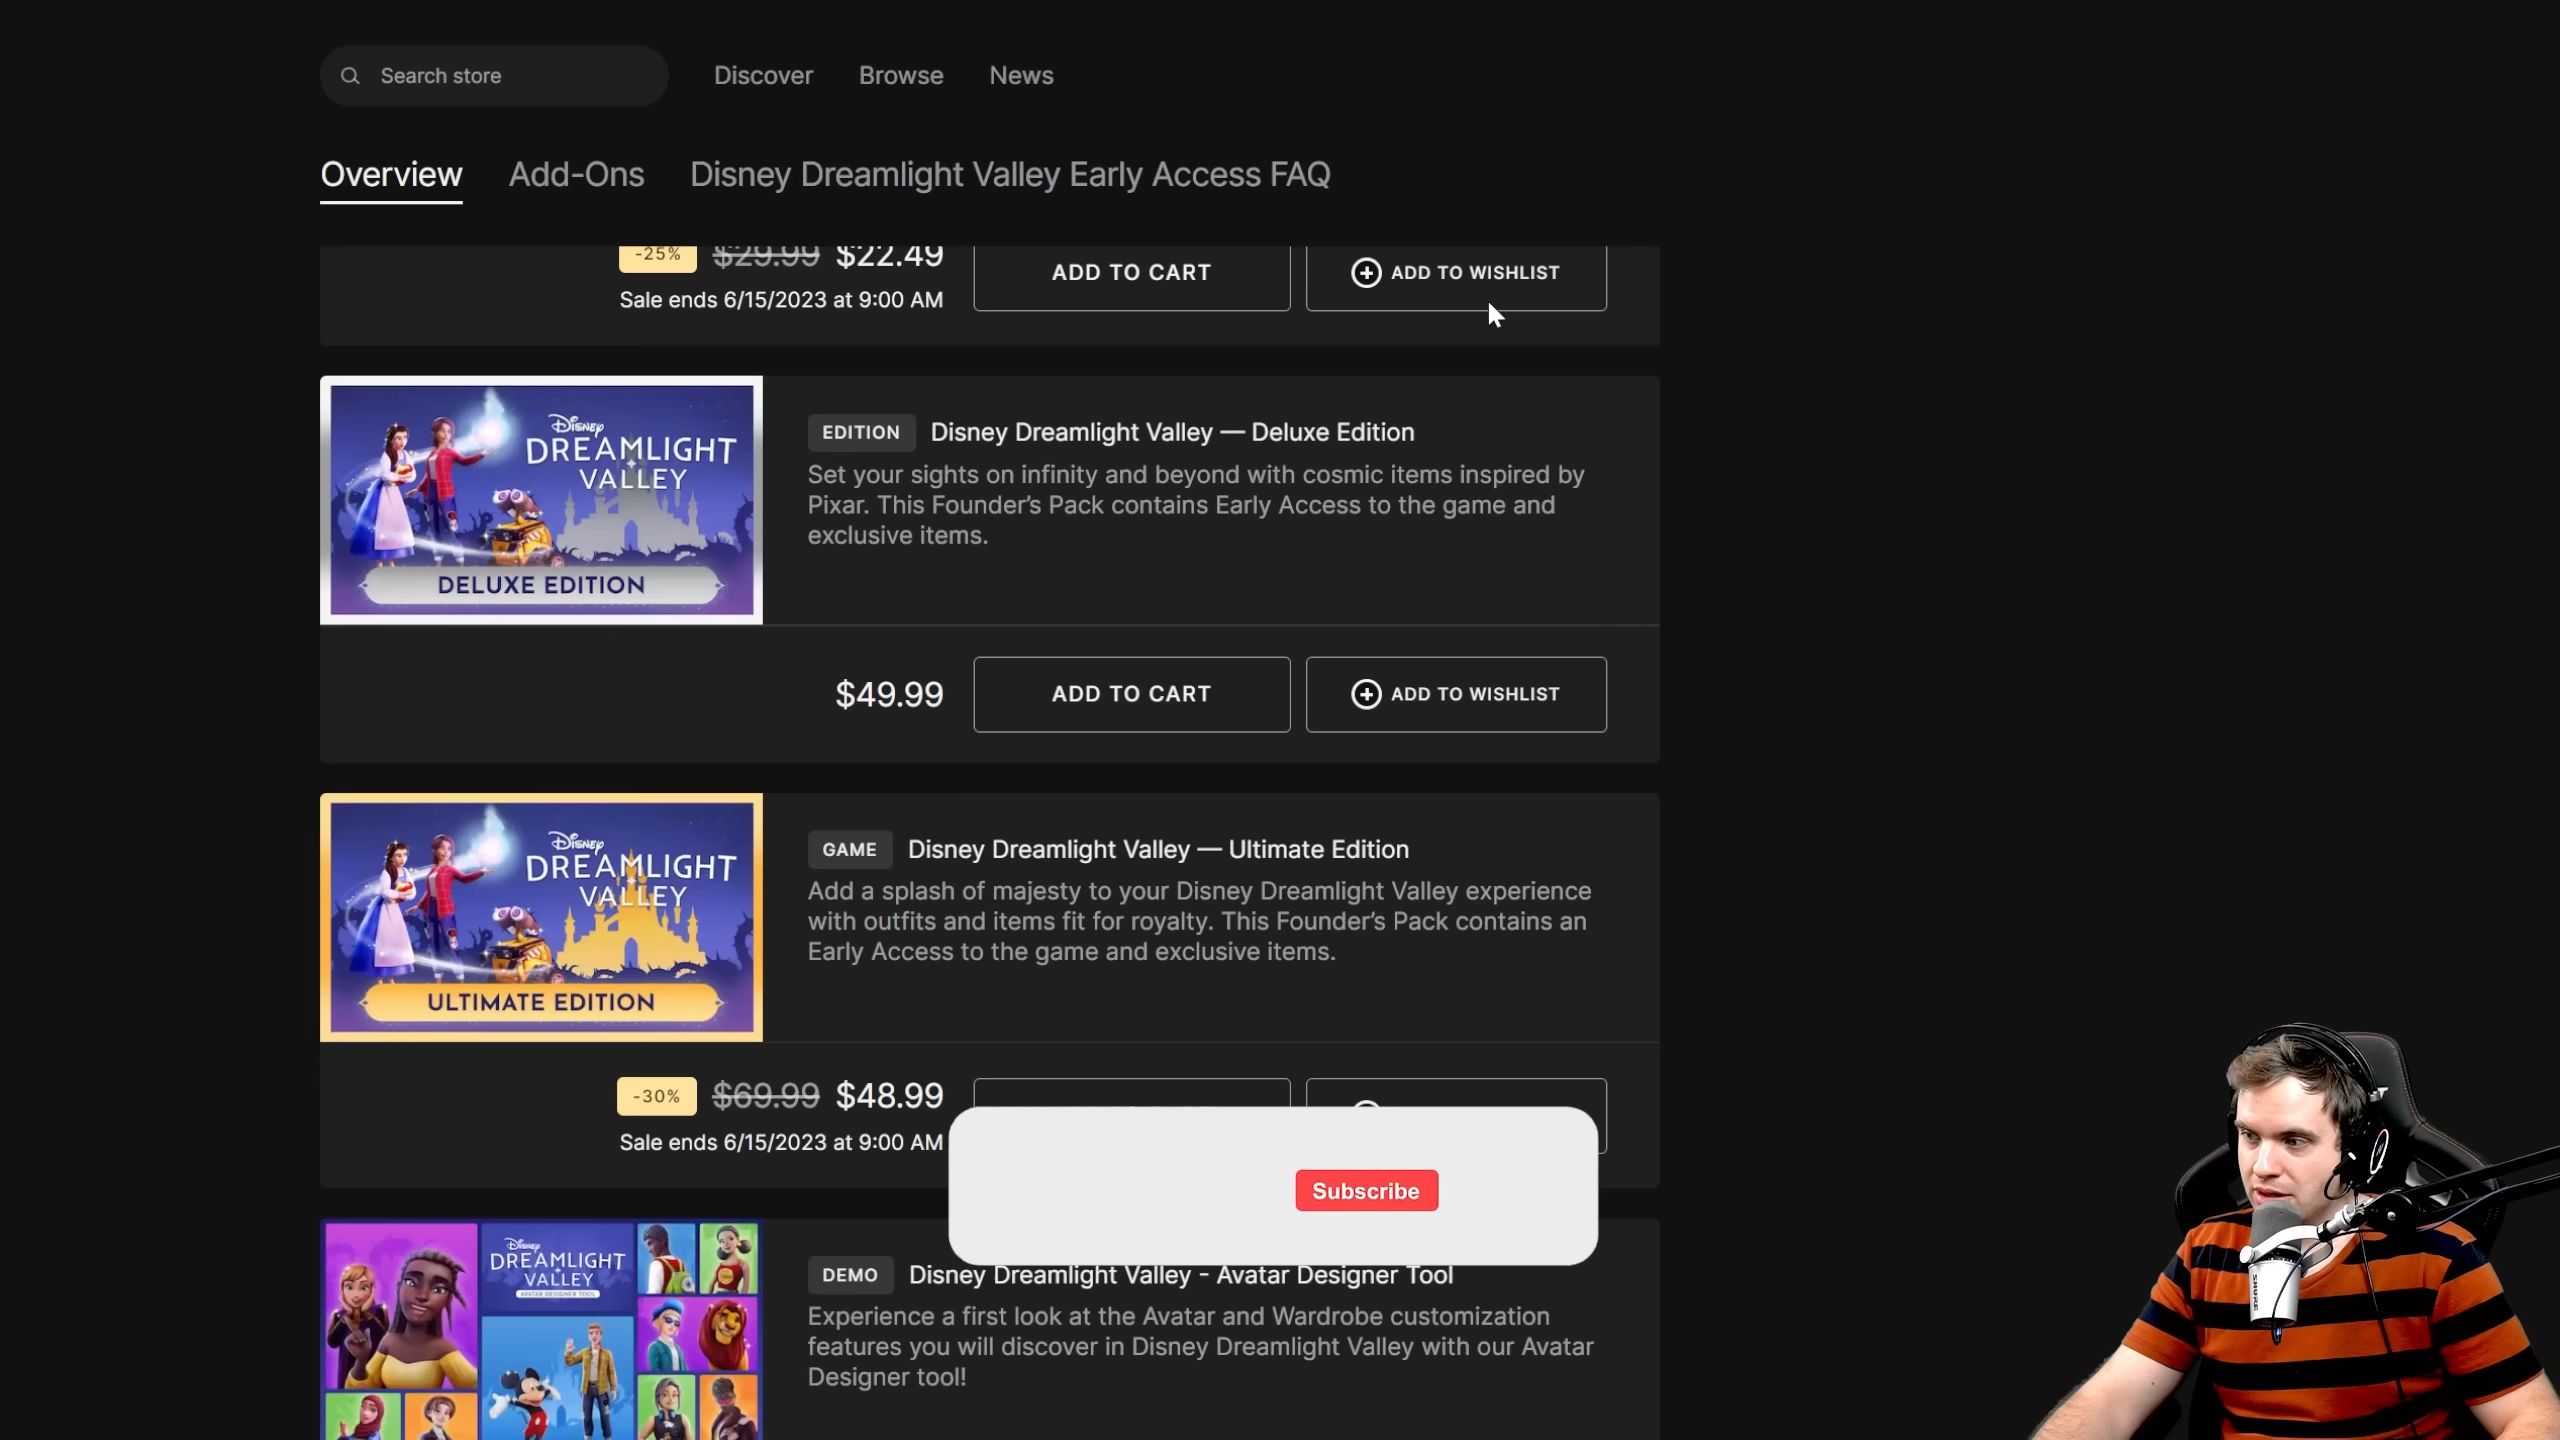 Search store
Discover
Browse
News
Overview
Add-Ons
Disney Dreamlight Valley Early Access FAQ
-25%
$29.99
$22.49
ADD TO CART
ADD TO WISHLIST
Sale ends 6/15/2023 at 9:00 AM
Disney
DREAMLIGHT
VALLEY
DELUXE EDITION
EDITION
Disney Dreamlight Valley — Deluxe Edition
Set your sights on infinity and beyond with cosmic items inspired by
Pixar. This Founder's Pack contains Early Access to the game and
exclusive items.
$49.99
ADD TO CART
ADD TO WISHLIST
Disney
DREAMLIGHT
VALLEY
ULTIMATE EDITION
GAME
Disney Dreamlight Valley — Ultimate Edition
Add a splash of majesty to your Disney Dreamlight Valley experience
with outfits and items fit for royalty. This Founder's Pack contains an
Early Access to the game and exclusive items.
-30%
$69.99
$48.99
Sale ends 6/15/2023 at 9:00 AM
Subscribe
Disney
DREAMLIGHT
VALLEY
AVATAR DESIGNER TOOL
DEMO
Disney Dreamlight Valley - Avatar Designer Tool
Experience a first look at the Avatar and Wardrobe customization
features you will discover in Disney Dreamlight Valley with our Avatar
Designer tool!
SHURE